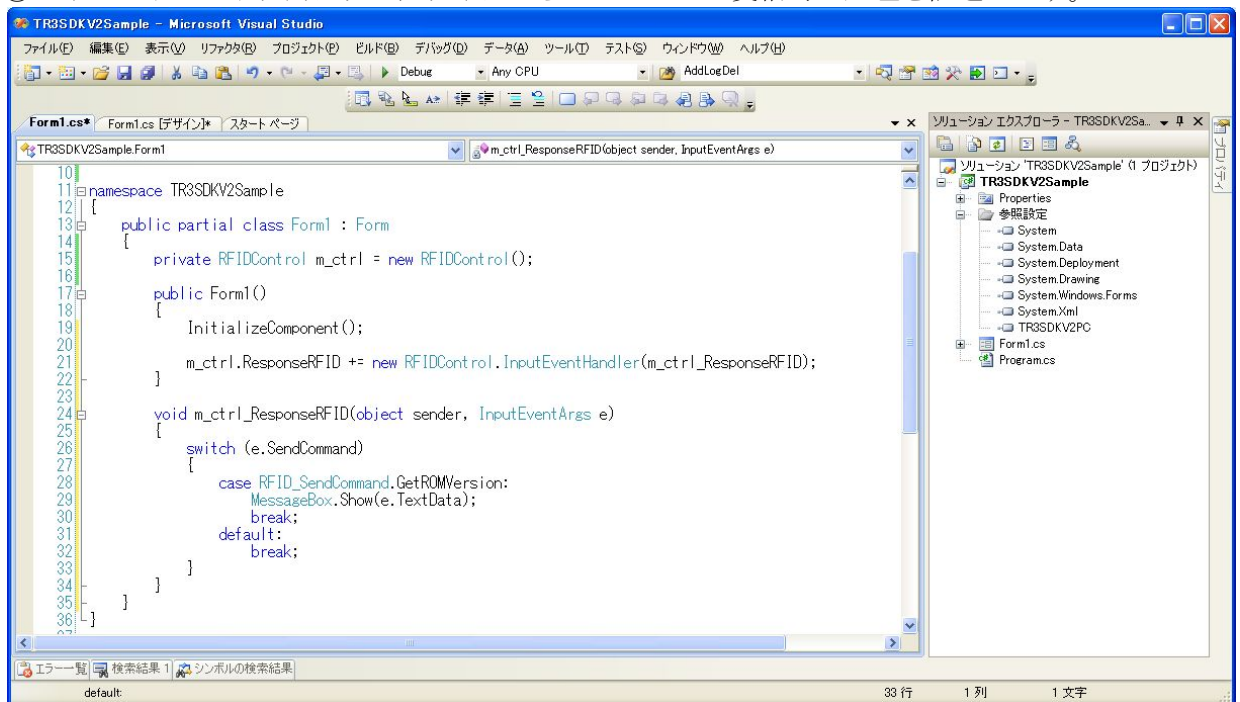 TR3SDKV2Sample - Microsoft Visual Studio
ファイル(F) 編集(E) 表示(V) リファクタ(R) プロジェクト(P) ビルド(B) デバッグ(D) データ(A) ツール(T) テスト(S) ウィンドウ(W) ヘルプ(H)
Debug Any CPU AddLogDel
Form1.cs* Form1.cs [デザイン]* スタート ページ
TR3SDKV2Sample.Form1 m_ctrl_ResponseRFID(object sender, InputEventArgs e)
10
11 namespace TR3SDKV2Sample
12 {
13 public partial class Form1 : Form
14 {
15 private RFIDControl m_ctrl = new RFIDControl();
16
17 public Form1()
18 {
19 InitializeComponent();
20
21 m_ctrl.ResponseRFID += new RFIDControl.InputEventHandler(m_ctrl_ResponseRFID);
22 }
23
24 void m_ctrl_ResponseRFID(object sender, InputEventArgs e)
25 {
26 switch (e.SendCommand)
27 {
28 case RFID_SendCommand.GetROMVersion:
29 MessageBox.Show(e.TextData);
30 break;
31 default:
32 break;
33 }
34 }
35 }
36 }
ソリューション エクスプローラ - TR3SDKV2Sa...
ソリューション 'TR3SDKV2Sample' (1 プロジェクト)
TR3SDKV2Sample
Properties
参照設定
System
System.Data
System.Deployment
System.Drawing
System.Windows.Forms
System.Xml
TR3SDKV2PC
Form1.cs
Program.cs
プロパティ
エラー一覧 検索結果 1 シンボルの検索結果
default: 33 行 1 列 1 文字